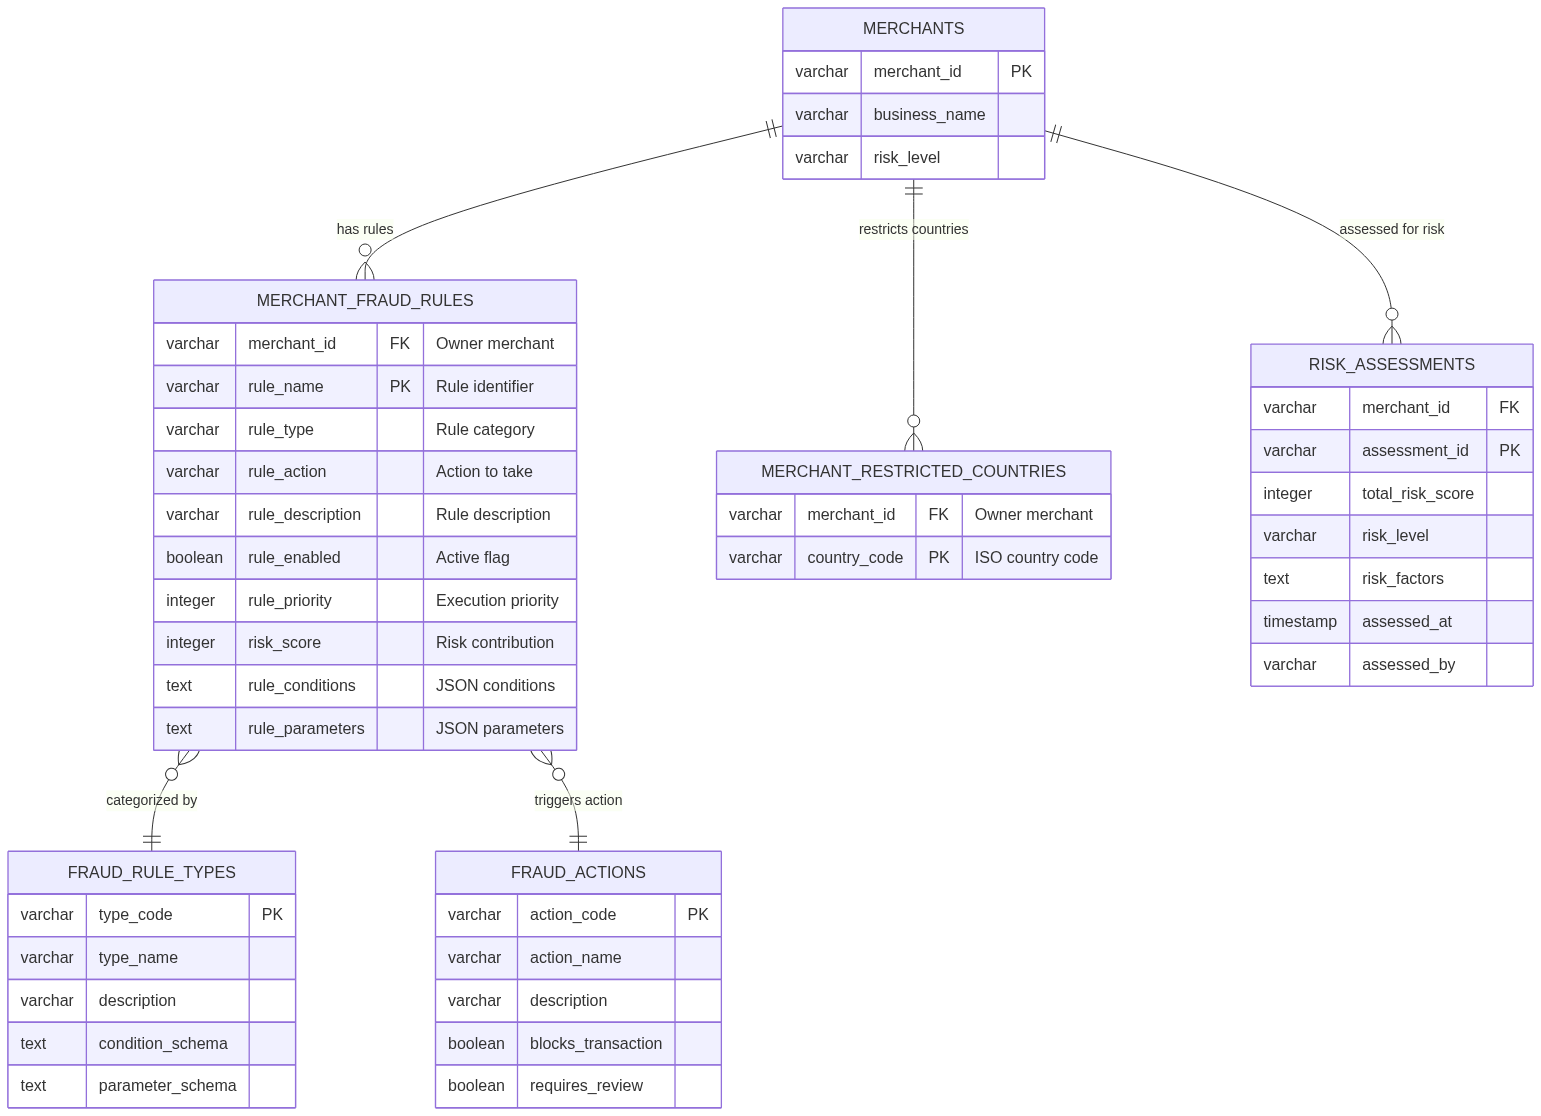 MERCHANTS
varchar merchant_id PK
varchar business_name
varchar risk_level
has rules
restricts countries
assessed for risk
MERCHANT_FRAUD_RULES
varchar merchant_id FK Owner merchant
varchar rule_name PK Rule identifier
varchar rule_type Rule category
varchar rule_action Action to take
varchar rule_description Rule description
boolean rule_enabled Active flag
integer rule_priority Execution priority
integer risk_score Risk contribution
text rule_conditions JSON conditions
text rule_parameters JSON parameters
MERCHANT_RESTRICTED_COUNTRIES
varchar merchant_id FK Owner merchant
varchar country_code PK ISO country code
RISK_ASSESSMENTS
varchar merchant_id FK
varchar assessment_id PK
integer total_risk_score
varchar risk_level
text risk_factors
timestamp assessed_at
varchar assessed_by
categorized by
triggers action
FRAUD_RULE_TYPES
varchar type_code PK
varchar type_name
varchar description
text condition_schema
text parameter_schema
FRAUD_ACTIONS
varchar action_code PK
varchar action_name
varchar description
boolean blocks_transaction
boolean requires_review